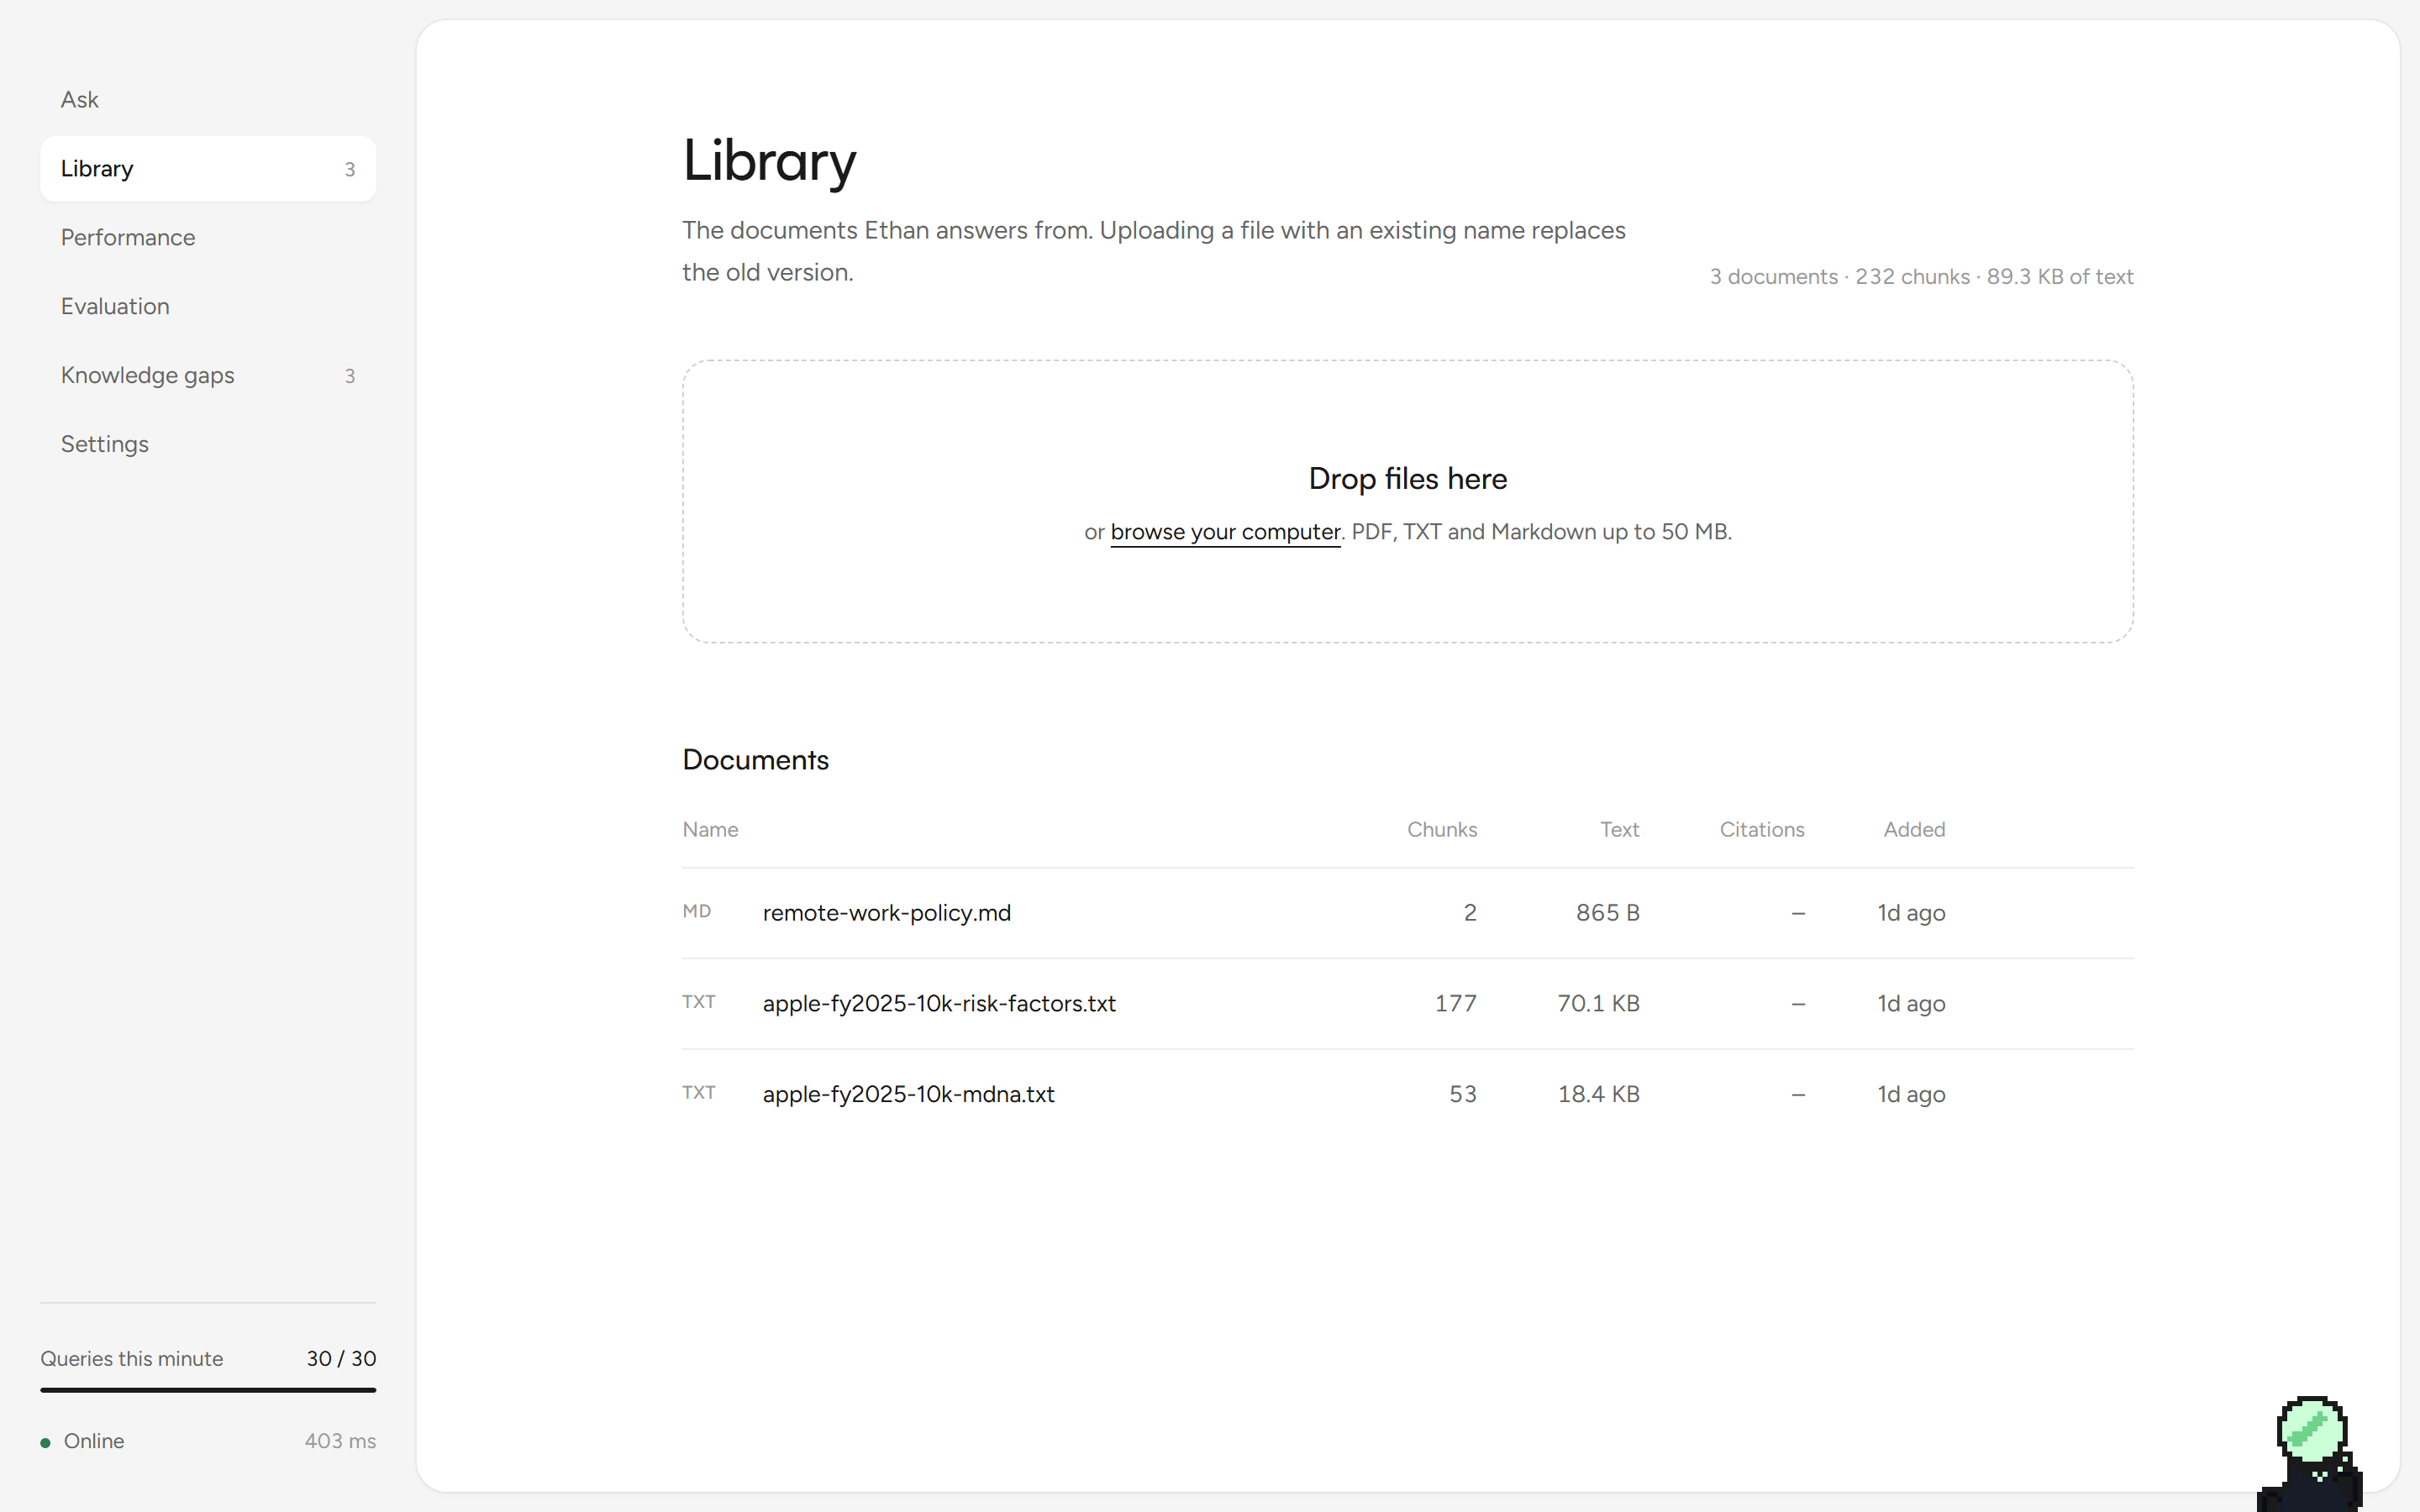 Ask
Library 3
Performance
Evaluation
Knowledge gaps 3
Settings
Queries this minute 30 / 30
Online 403 ms
Library
The documents Ethan answers from. Uploading a file with an existing name replaces
the old version.
3 documents · 232 chunks · 89.3 KB of text
Drop files here
or browse your computer. PDF, TXT and Markdown up to 50 MB.
Documents
Name Chunks Text Citations Added
MD remote-work-policy.md 2 865 B – 1d ago
TXT apple-fy2025-10k-risk-factors.txt 177 70.1 KB – 1d ago
TXT apple-fy2025-10k-mdna.txt 53 18.4 KB – 1d ago